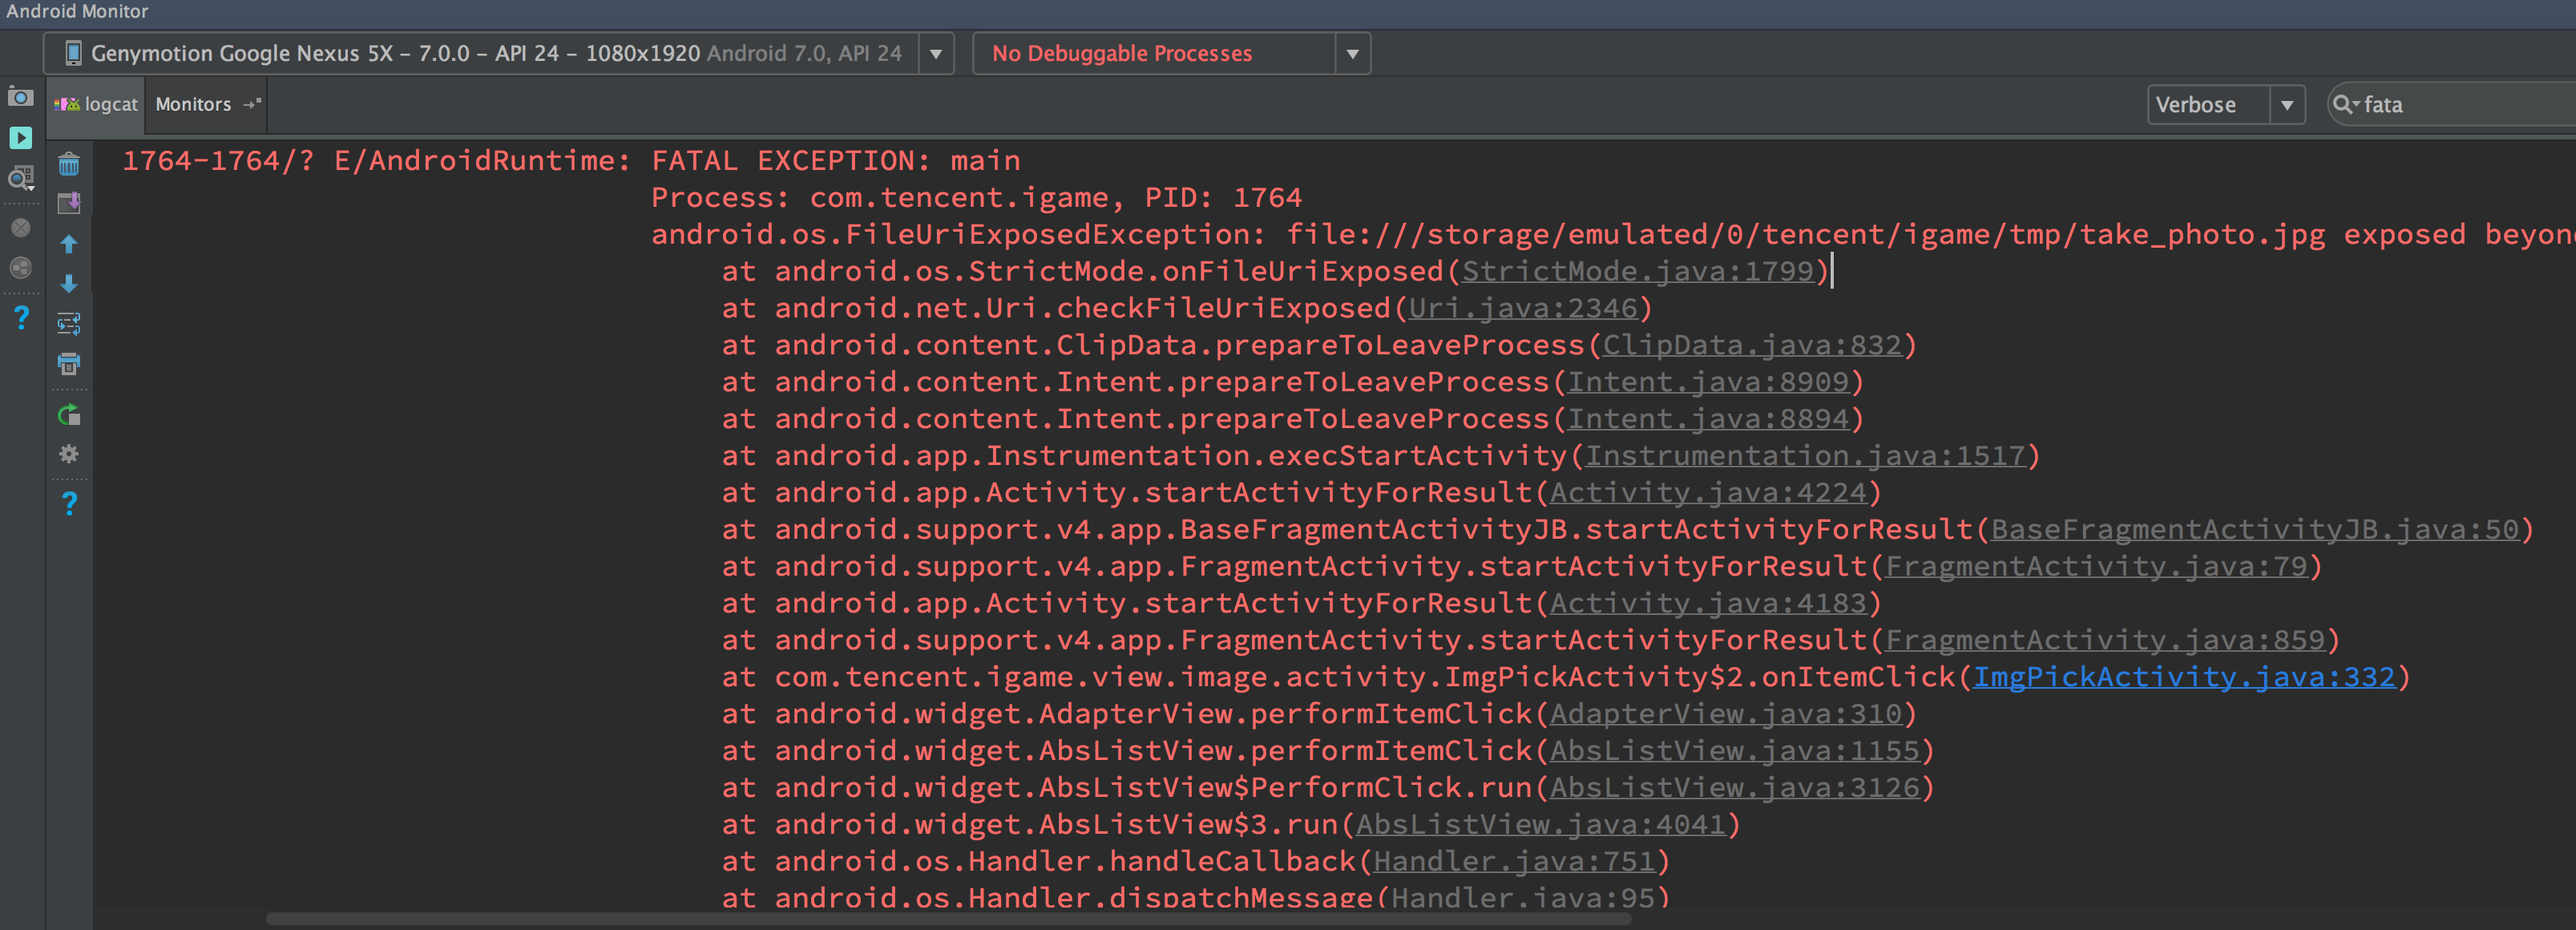 Android Monitor
Genymotion Google Nexus 5X – 7.0.0 – API 24 – 1080x1920 Android 7.0, API 24 No Debuggable Processes
logcat Monitors Verbose fata
1764-1764/? E/AndroidRuntime: FATAL EXCEPTION: main
Process: com.tencent.igame, PID: 1764
android.os.FileUriExposedException: file:///storage/emulated/0/tencent/igame/tmp/take_photo.jpg exposed beyon
at android.os.StrictMode.onFileUriExposed(StrictMode.java:1799)
at android.net.Uri.checkFileUriExposed(Uri.java:2346)
at android.content.ClipData.prepareToLeaveProcess(ClipData.java:832)
at android.content.Intent.prepareToLeaveProcess(Intent.java:8909)
at android.content.Intent.prepareToLeaveProcess(Intent.java:8894)
at android.app.Instrumentation.execStartActivity(Instrumentation.java:1517)
at android.app.Activity.startActivityForResult(Activity.java:4224)
at android.support.v4.app.BaseFragmentActivityJB.startActivityForResult(BaseFragmentActivityJB.java:50)
at android.support.v4.app.FragmentActivity.startActivityForResult(FragmentActivity.java:79)
at android.app.Activity.startActivityForResult(Activity.java:4183)
at android.support.v4.app.FragmentActivity.startActivityForResult(FragmentActivity.java:859)
at com.tencent.igame.view.image.activity.ImgPickActivity$2.onItemClick(ImgPickActivity.java:332)
at android.widget.AdapterView.performItemClick(AdapterView.java:310)
at android.widget.AbsListView.performItemClick(AbsListView.java:1155)
at android.widget.AbsListView$PerformClick.run(AbsListView.java:3126)
at android.widget.AbsListView$3.run(AbsListView.java:4041)
at android.os.Handler.handleCallback(Handler.java:751)
at android.os.Handler.dispatchMessage(Handler.java:95)